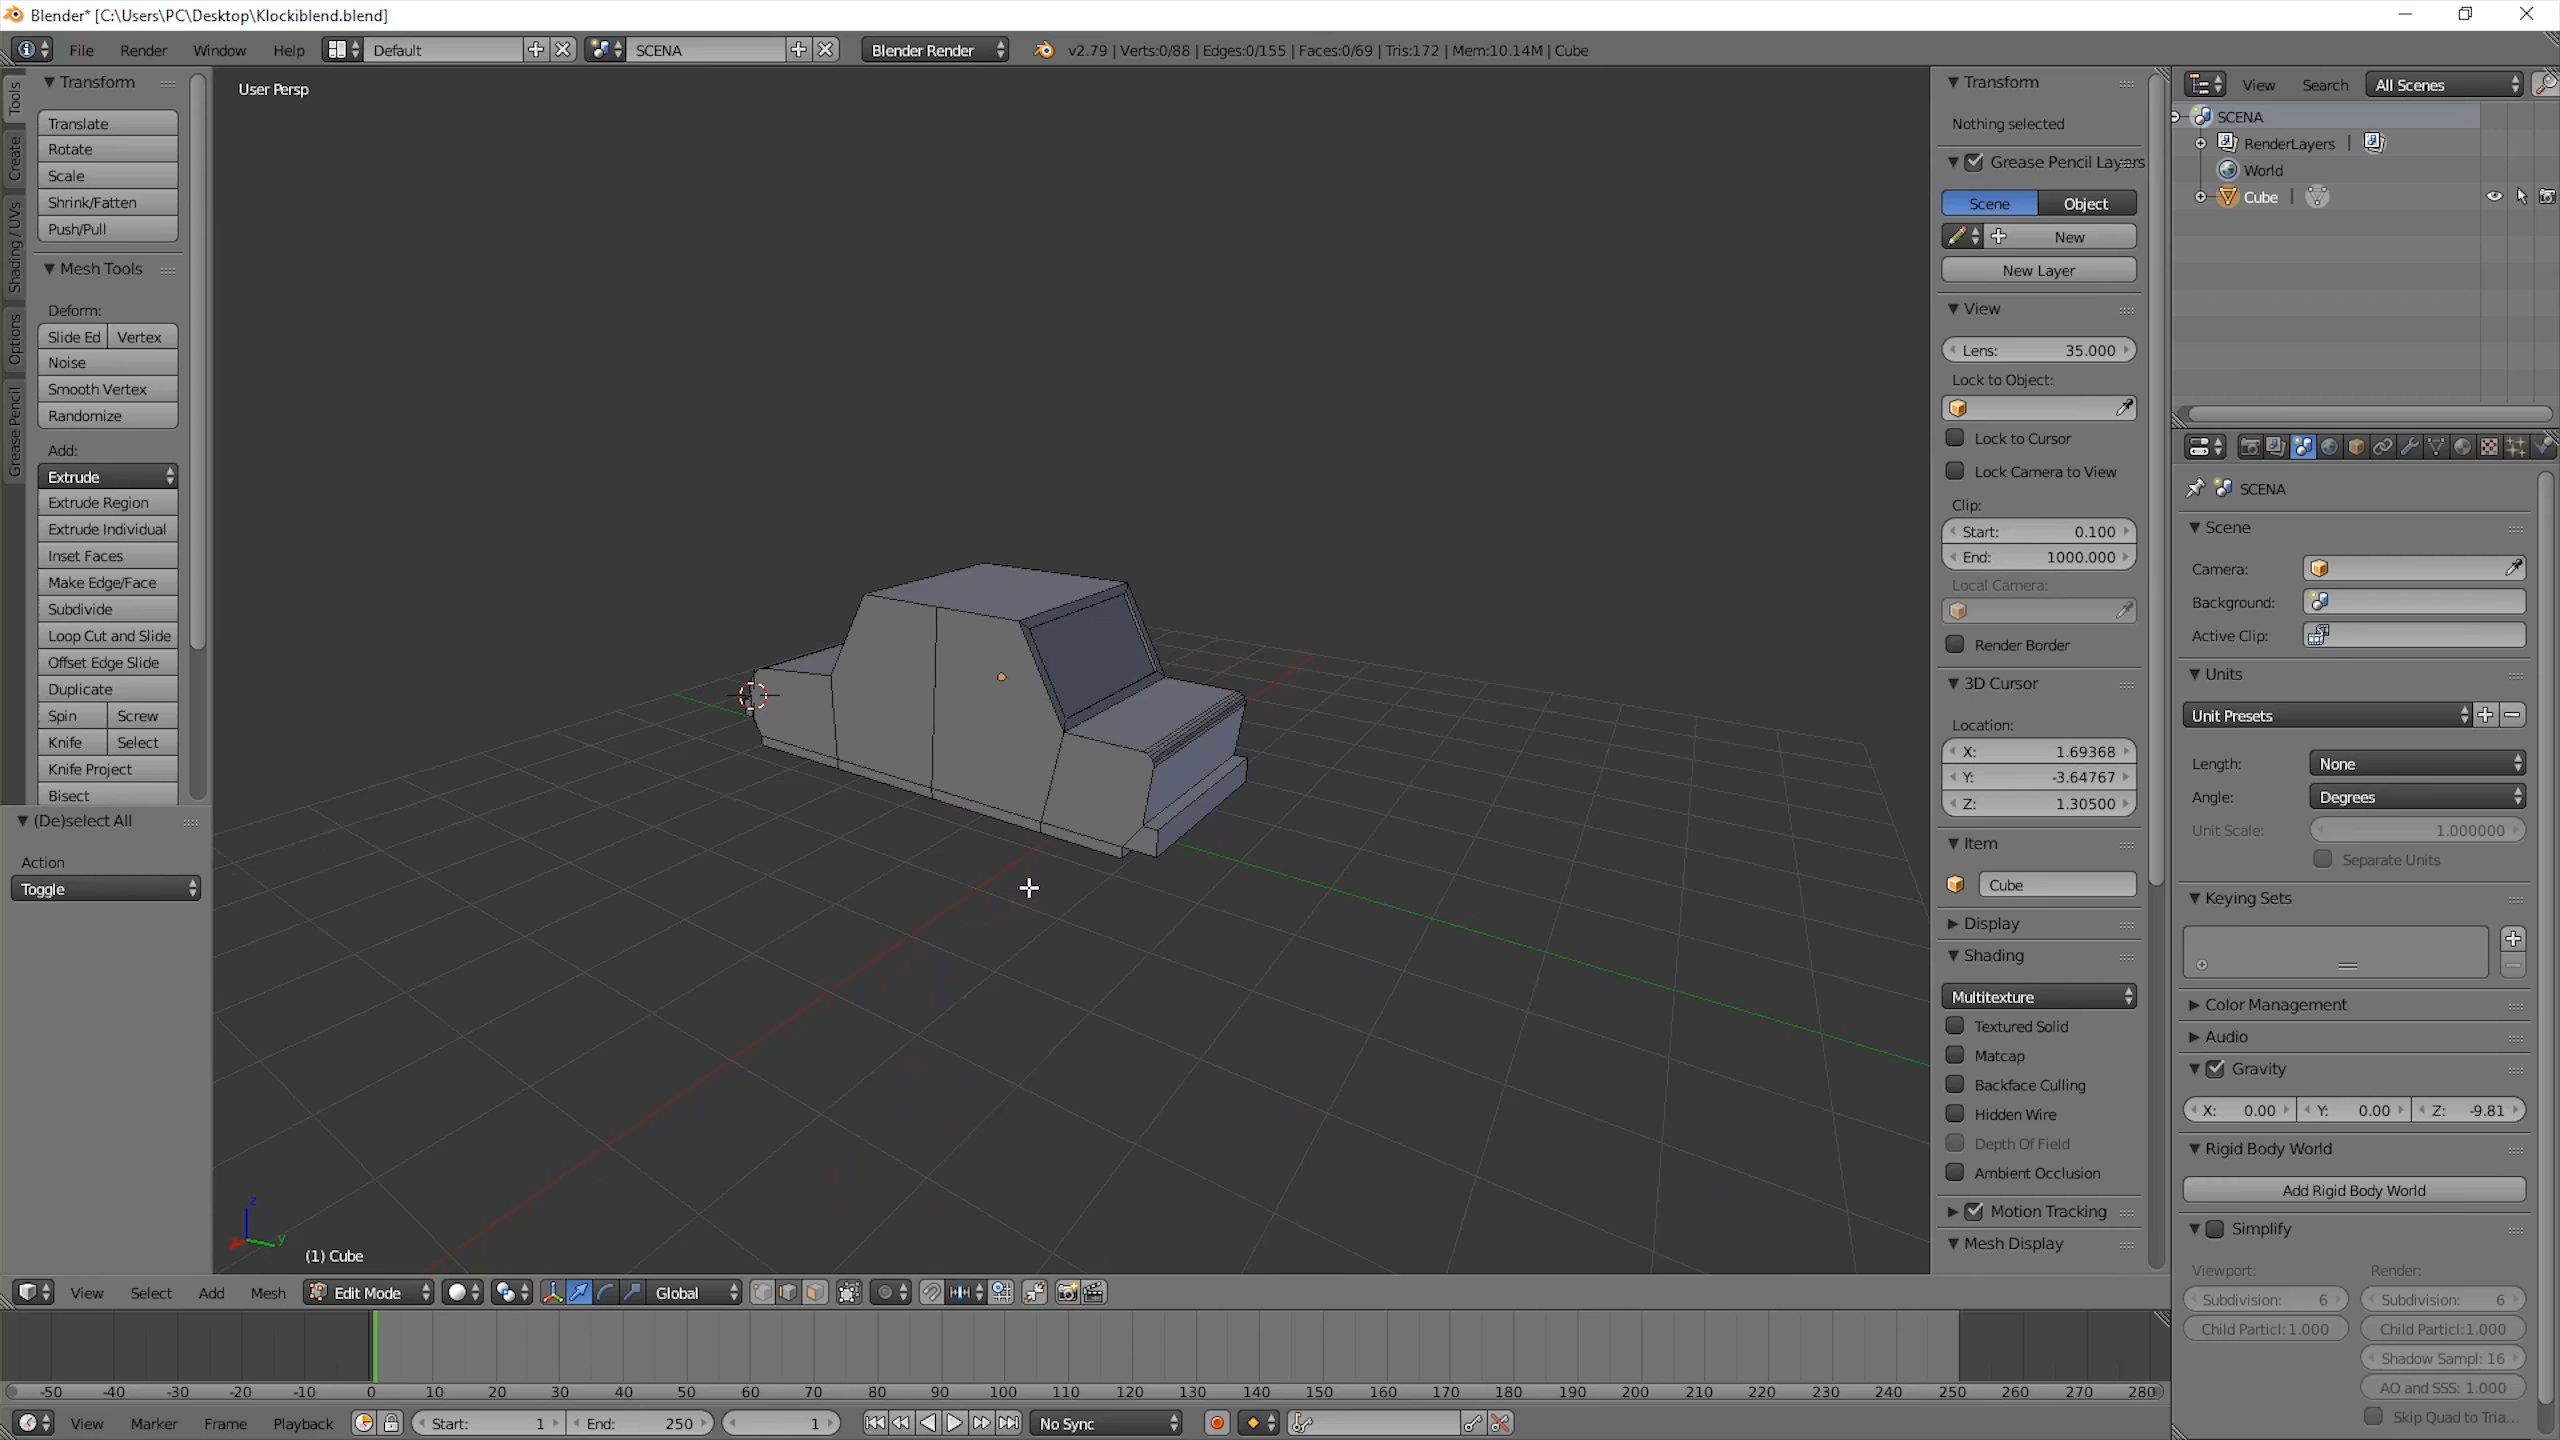 Blender* [C:\Users\PC\Desktop\Klockiblend.blend]
File Render Window Help Default SCENA Blender Render v2.79 | Verts:0/88 | Edges:0/155 | Faces:0/69 | Tris:172 | Mem:10.14M | Cube
Tools
Create
Shading / UVs
Options
Grease Pencil
Transform
Translate
Rotate
Scale
Shrink/Fatten
Push/Pull
Mesh Tools
Deform:
Slide Ed Vertex
Noise
Smooth Vertex
Randomize
Add:
Extrude
Extrude Region
Extrude Individual
Inset Faces
Make Edge/Face
Subdivide
Loop Cut and Slide
Offset Edge Slide
Duplicate
Spin Screw
Knife Select
Knife Project
Bisect
(De)select All
Action
Toggle
User Persp
z
y
(1) Cube
Transform
Nothing selected
Grease Pencil Layers
Scene Object
New
New Layer
View
Lens: 35.000
Lock to Object:
Lock to Cursor
Lock Camera to View
Clip:
Start: 0.100
End: 1000.000
Local Camera:
Render Border
3D Cursor
Location:
X: 1.69368
Y: -3.64767
Z: 1.30500
Item
Cube
Display
Shading
Multitexture
Textured Solid
Matcap
Backface Culling
Hidden Wire
Depth Of Field
Ambient Occlusion
Motion Tracking
Mesh Display
View Search All Scenes
SCENA
RenderLayers
World
Cube
SCENA
Scene
Camera:
Background:
Active Clip:
Units
Unit Presets
Length: None
Angle: Degrees
Unit Scale: 1.000000
Separate Units
Keying Sets
Color Management
Audio
Gravity
X: 0.00 Y: 0.00 Z: -9.81
Rigid Body World
Add Rigid Body World
Simplify
Viewport: Render:
Subdivision: 6 Subdivision: 6
Child Particl: 1.000 Child Particl: 1.000
Shadow Sampl: 16
AO and SSS: 1.000
Skip Quad to Tria...
View Select Add Mesh Edit Mode Global
-50 -40 -30 -20 -10 0 10 20 30 40 50 60 70 80 90 100 110 120 130 140 150 160 170 180 190 200 210 220 230 240 250 260 270 280
View Marker Frame Playback Start: 1 End: 250 1 No Sync